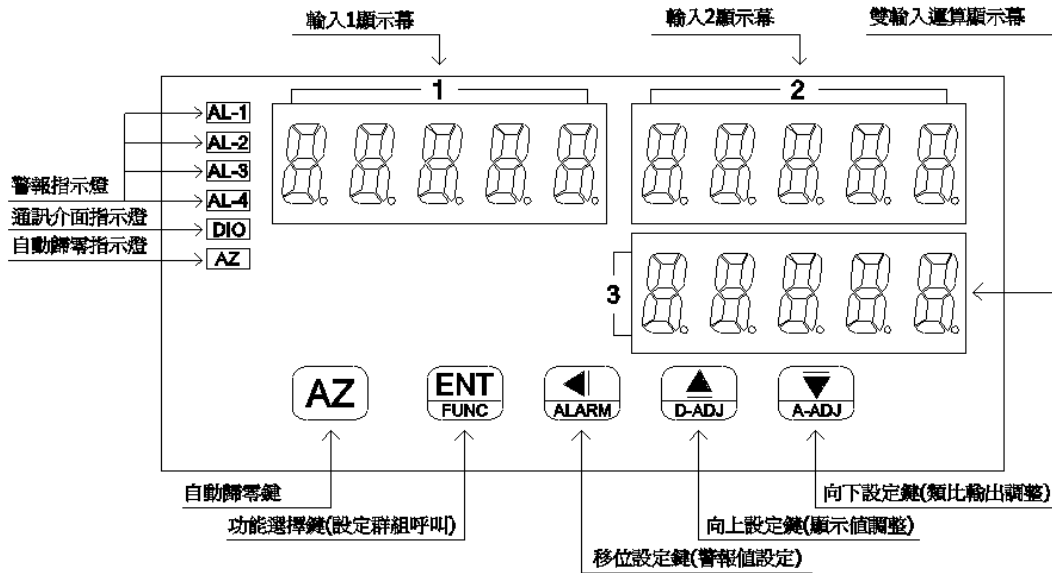 輸入1顯示幕
輸入2顯示幕
雙輸入運算顯示幕
1
2
AL-1
AL-2
AL-3
AL-4
DIO
AZ
警報指示燈
通訊介面指示燈
自動歸零指示燈
3
AZ
ENT
FUNC
ALARM
D-ADJ
A-ADJ
自動歸零鍵
向下設定鍵(類比輸出調整)
功能選擇鍵(設定群組呼叫)
向上設定鍵(顯示值調整)
移位設定鍵(警報值設定)